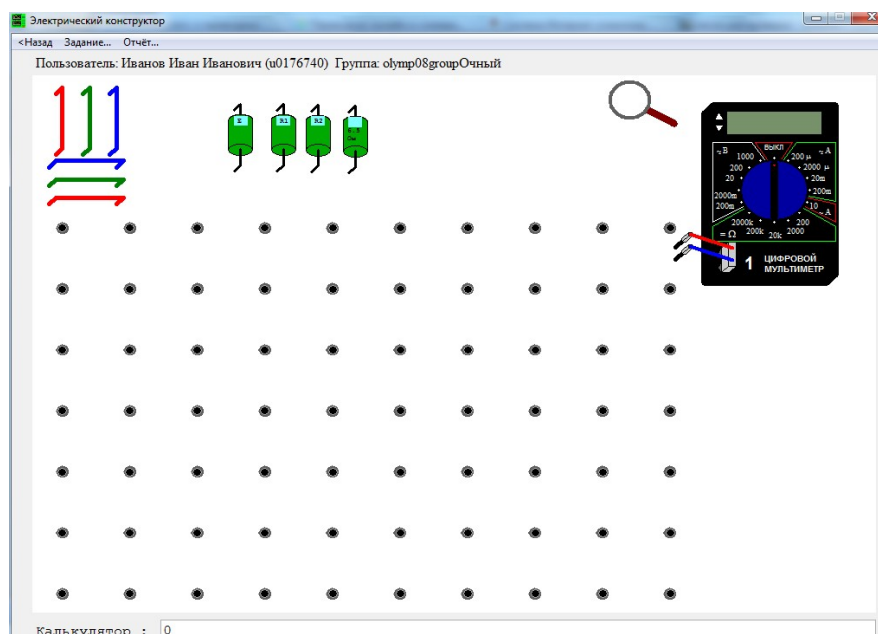 Электрический конструктор
<Назад Задание... Отчёт...
Пользователь: Иванов Иван Иванович (u0176740) Группа: olymp08groupОчный
E R1 R2 Ом
ВЫКЛ
1000
200
20
2000m
200m
2000k
200k
20k
2000
200
10
200m
20m
2000 μ
200 μ
В
А
А
= Ω
1 ЦИФРОВОЙ
МУЛЬТИМЕТР
Калькулятор : 0